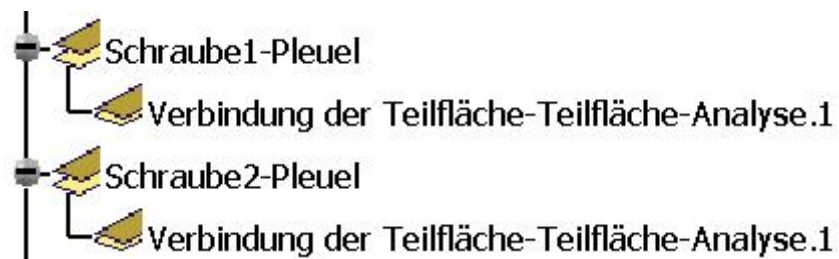 Schraube1-Pleuel
Verbindung der Teilfläche-Teilfläche-Analyse.1
Schraube2-Pleuel
Verbindung der Teilfläche-Teilfläche-Analyse.1